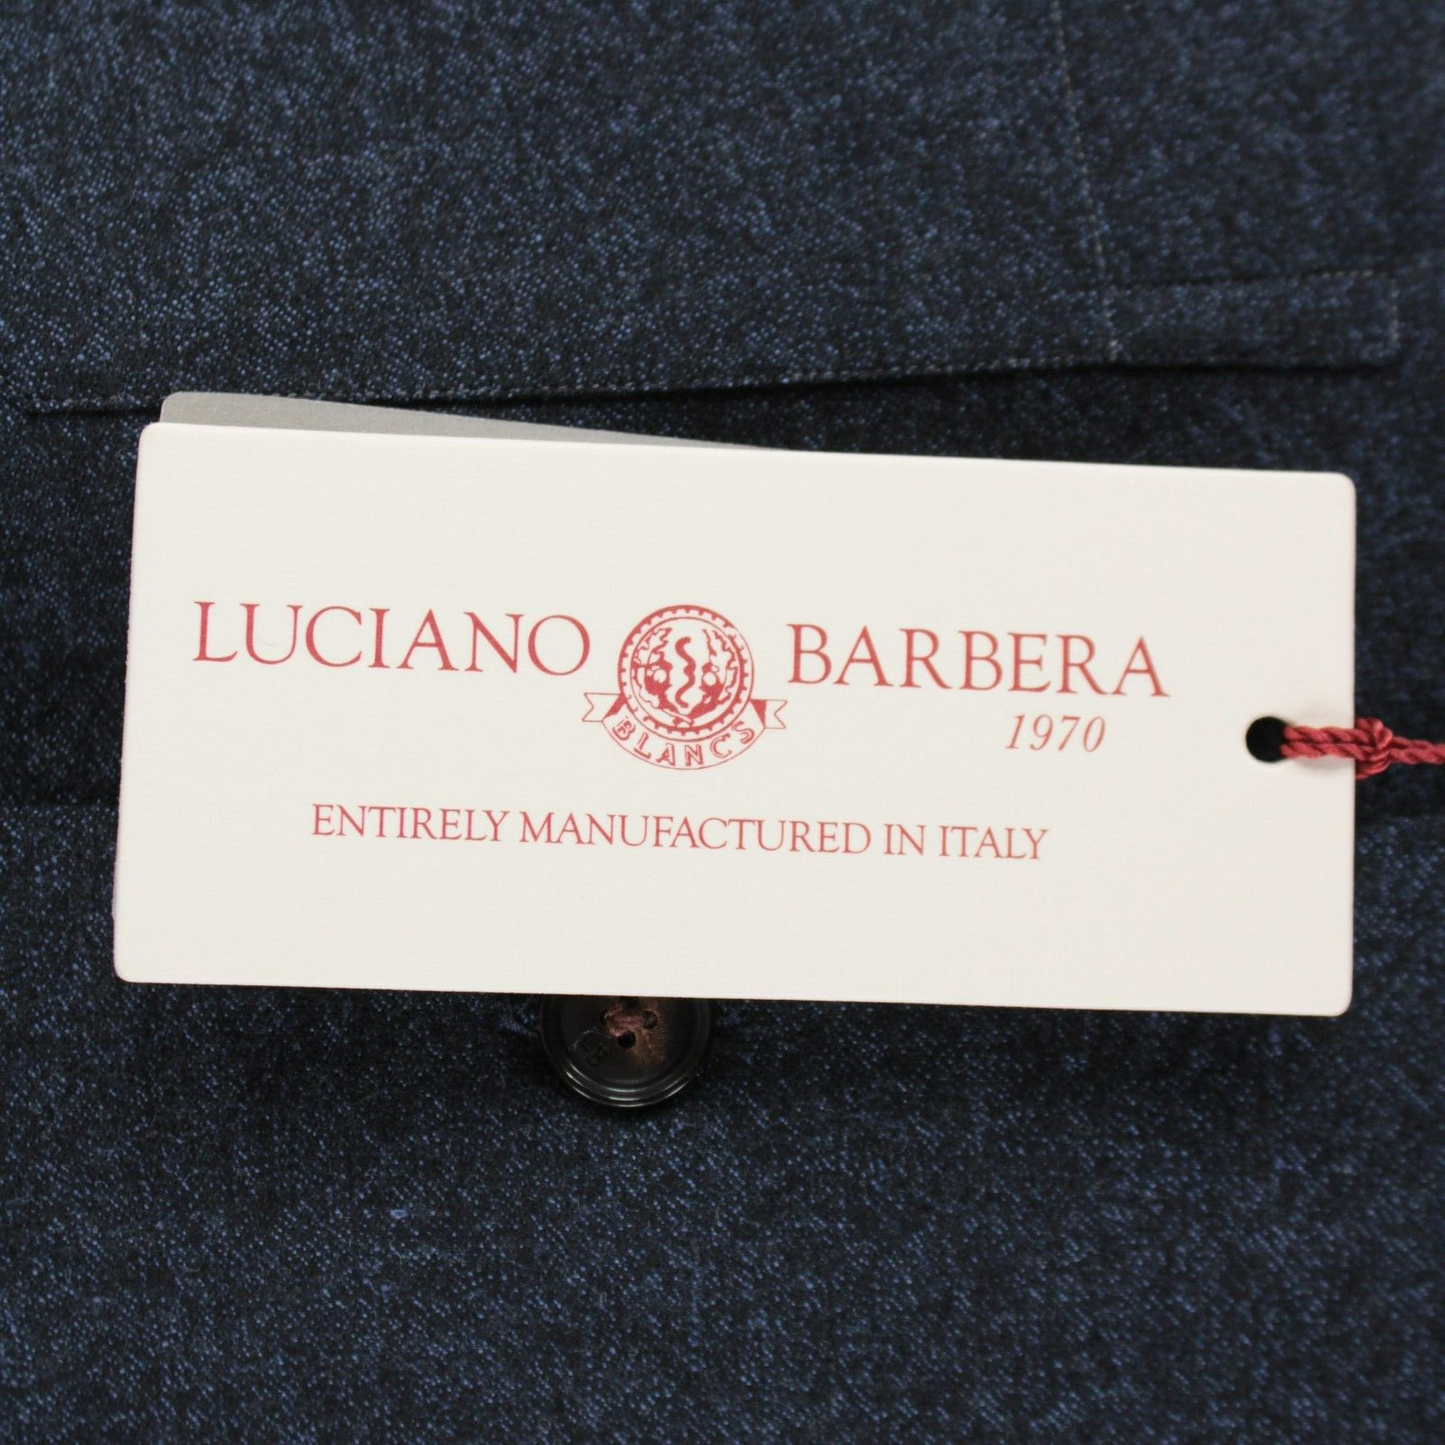 LUCIANO BARBERA
1970
BLANCS
ENTIRELY MANUFACTURED IN ITALY